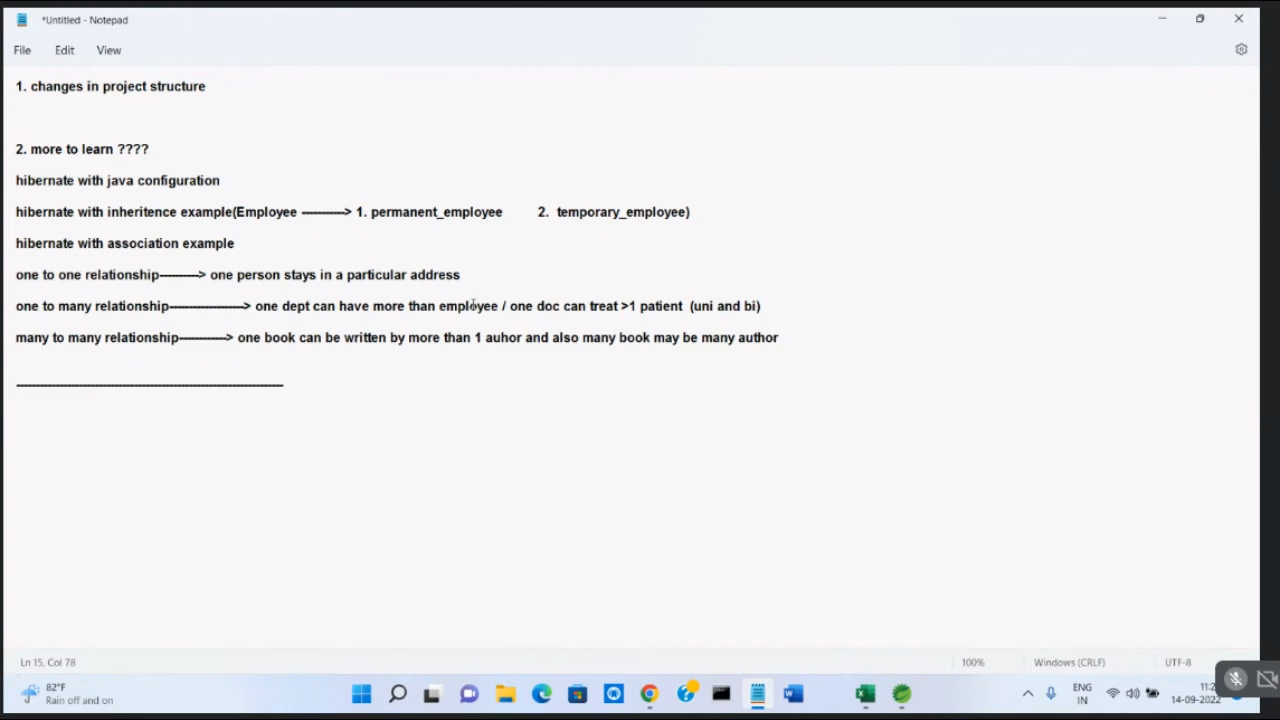 *Untitled - Notepad
File Edit View
1. changes in project structure
2. more to learn ????
hibernate with java configuration
hibernate with inheritence example(Employee -----------> 1. permanent_employee 2. temporary_employee)
hibernate with association example
one to one relationship----------> one person stays in a particular address
one to many relationship-------------------> one dept can have more than employee / one doc can treat >1 patient (uni and bi)
many to many relationship------------> one book can be written by more than 1 auhor and also many book may be many author
--------------------------------------------------------------------
Ln 15, Col 78 100% Windows (CRLF) UTF-8
82°F
Rain off and on
ENG
IN
14-09-2022